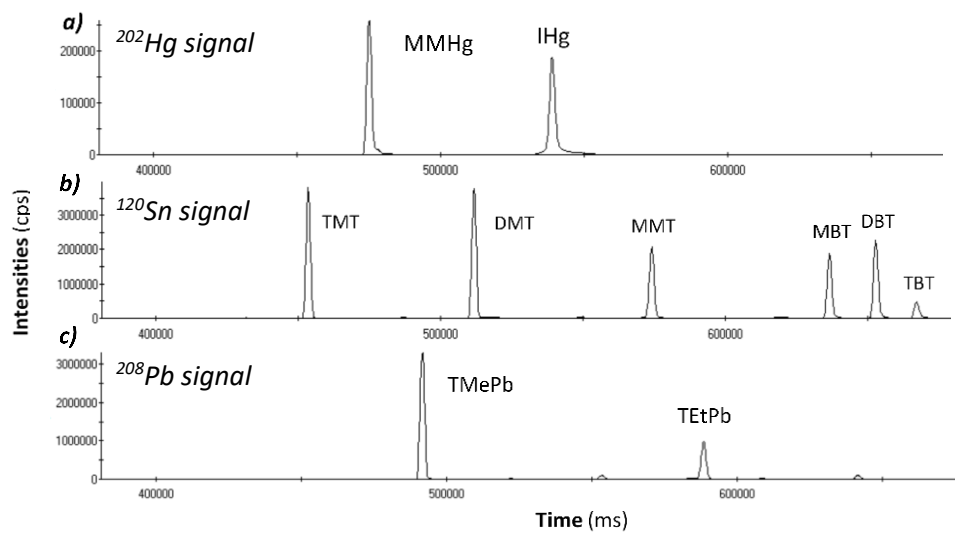 a)
202Hg signal
MMHg
IHg
200000
100000
0
400000
500000
600000
b)
120Sn signal
TMT
DMT
MMT
MBT
DBT
TBT
3000000
2000000
1000000
0
400000
500000
600000
c)
208Pb signal
TMePb
TEtPb
3000000
2000000
1000000
0
400000
500000
600000
Intensities (cps)
Time (ms)